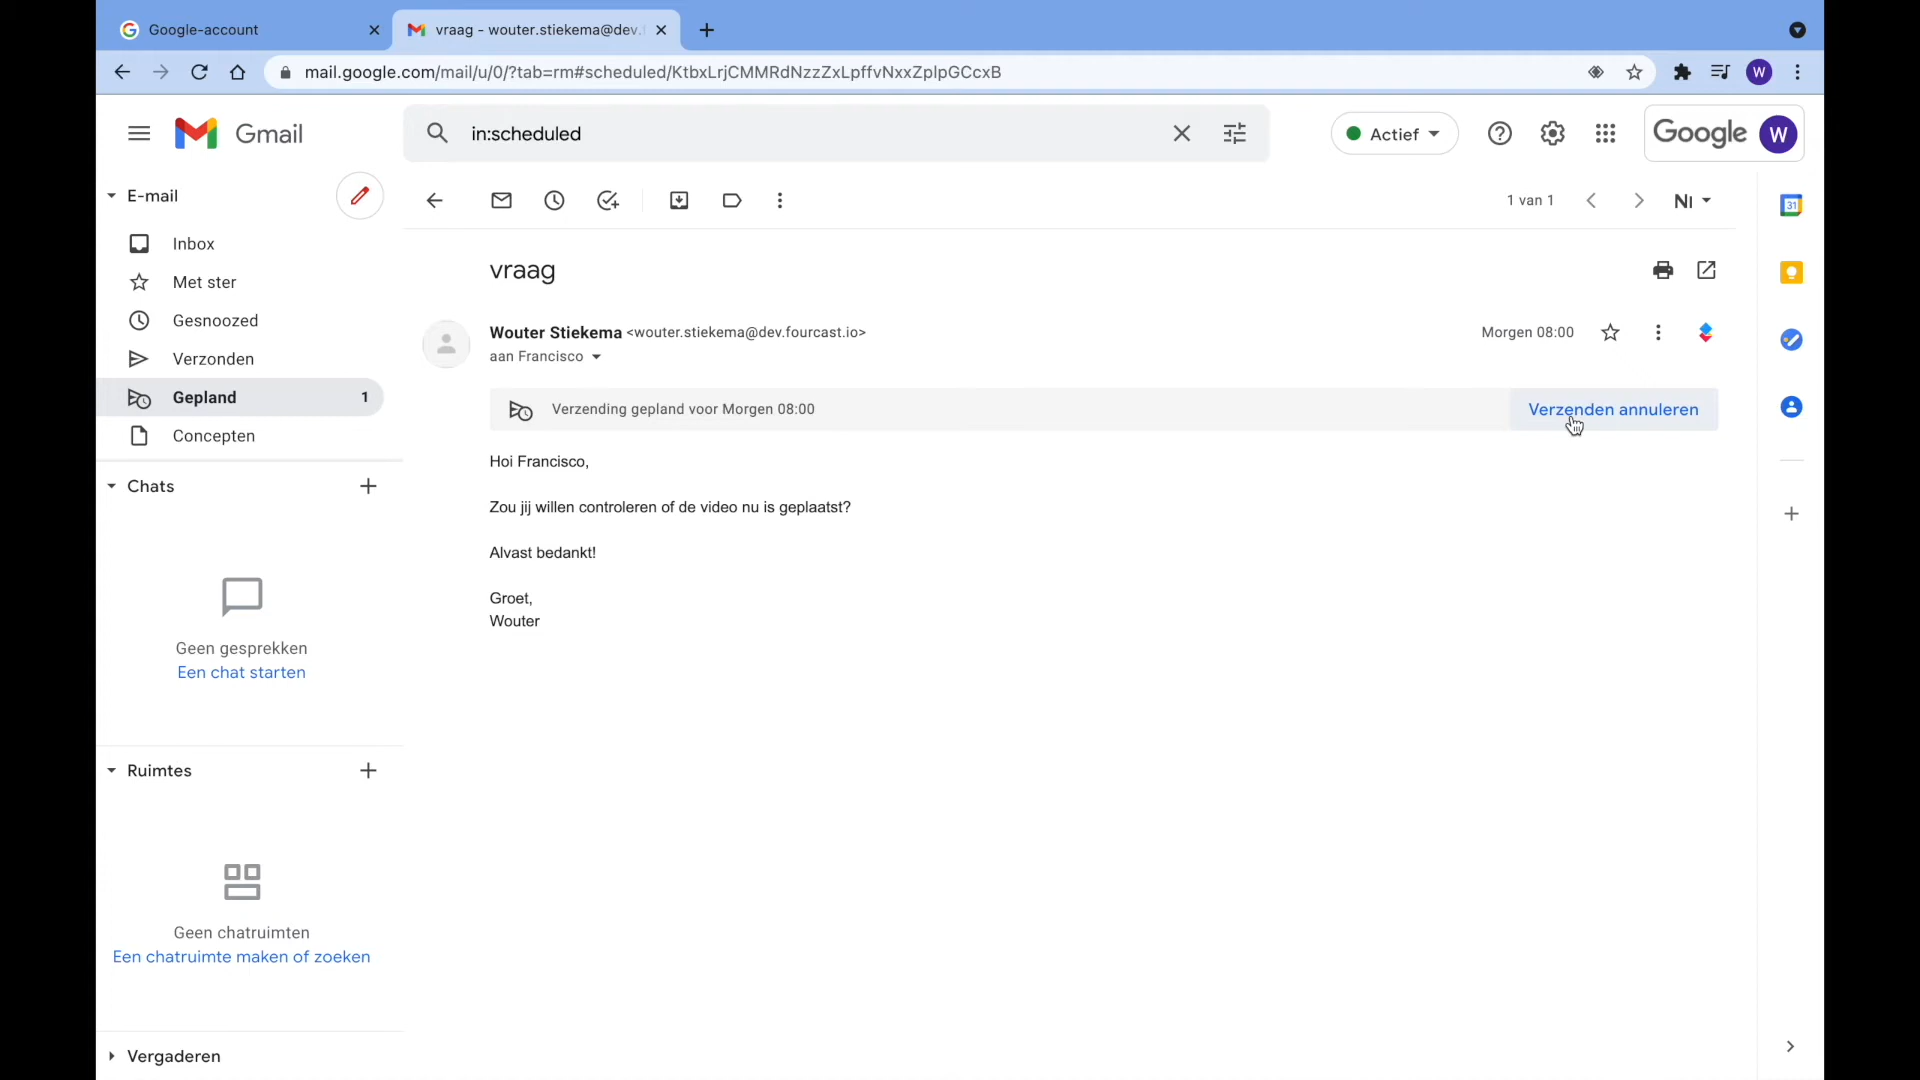 Google-account
vraag - wouter.stiekema@dev.
mail.google.com/mail/u/0/?tab=rm#scheduled/KtbxLrjCMMRdNzzZxLpffvNxxZplpGCcxB
W
Gmail
in:scheduled
Actief
Google W
E-mail
1 van 1
Inbox
Met ster
Gesnoozed
Verzonden
Gepland 1
Concepten
vraag
Wouter Stiekema <wouter.stiekema@dev.fourcast.io>
Morgen 08:00
aan Francisco
Verzending gepland voor Morgen 08:00
Verzenden annuleren
Hoi Francisco,
Zou jij willen controleren of de video nu is geplaatst?
Alvast bedankt!
Groet,
Wouter
Chats
Geen gesprekken
Een chat starten
Ruimtes
Geen chatruimten
Een chatruimte maken of zoeken
Vergaderen
31